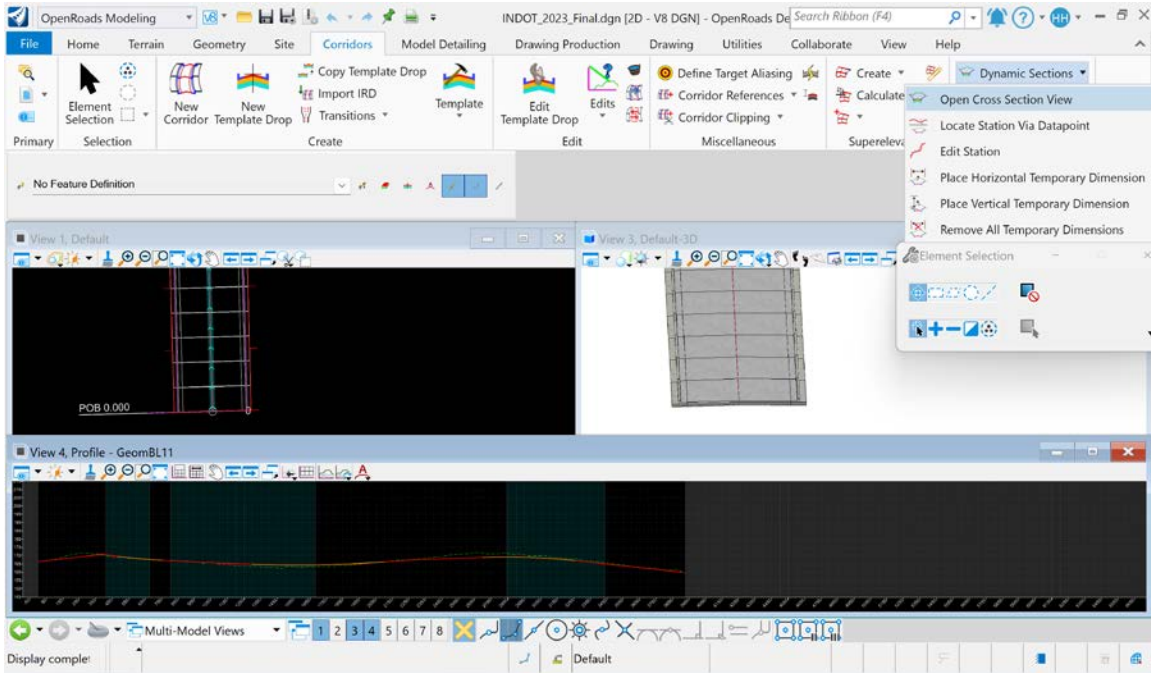 OpenRoads Modeling
INDOT_2023_Final.dgn [2D - V8 DGN] - OpenRoads De
Search Ribbon (F4)
HH
File Home Terrain Geometry Site Corridors Model Detailing Drawing Production Drawing Utilities Collaborate View Help
Element Selection
New Corridor
New Template Drop
Copy Template Drop
Import IRD
Transitions
Template
Edit Template Drop
Edits
Define Target Aliasing
Corridor References
Corridor Clipping
Create
Calculate
Dynamic Sections
Open Cross Section View
Locate Station Via Datapoint
Edit Station
Place Horizontal Temporary Dimension
Place Vertical Temporary Dimension
Remove All Temporary Dimensions
Primary Selection Create Edit Miscellaneous Supereleva
No Feature Definition
View 1, Default
View 3, Default-3D
Element Selection
POB 0.000
View 4, Profile - GeomBL11
Multi-Model Views 1 2 3 4 5 6 7 8
Display complet
Default